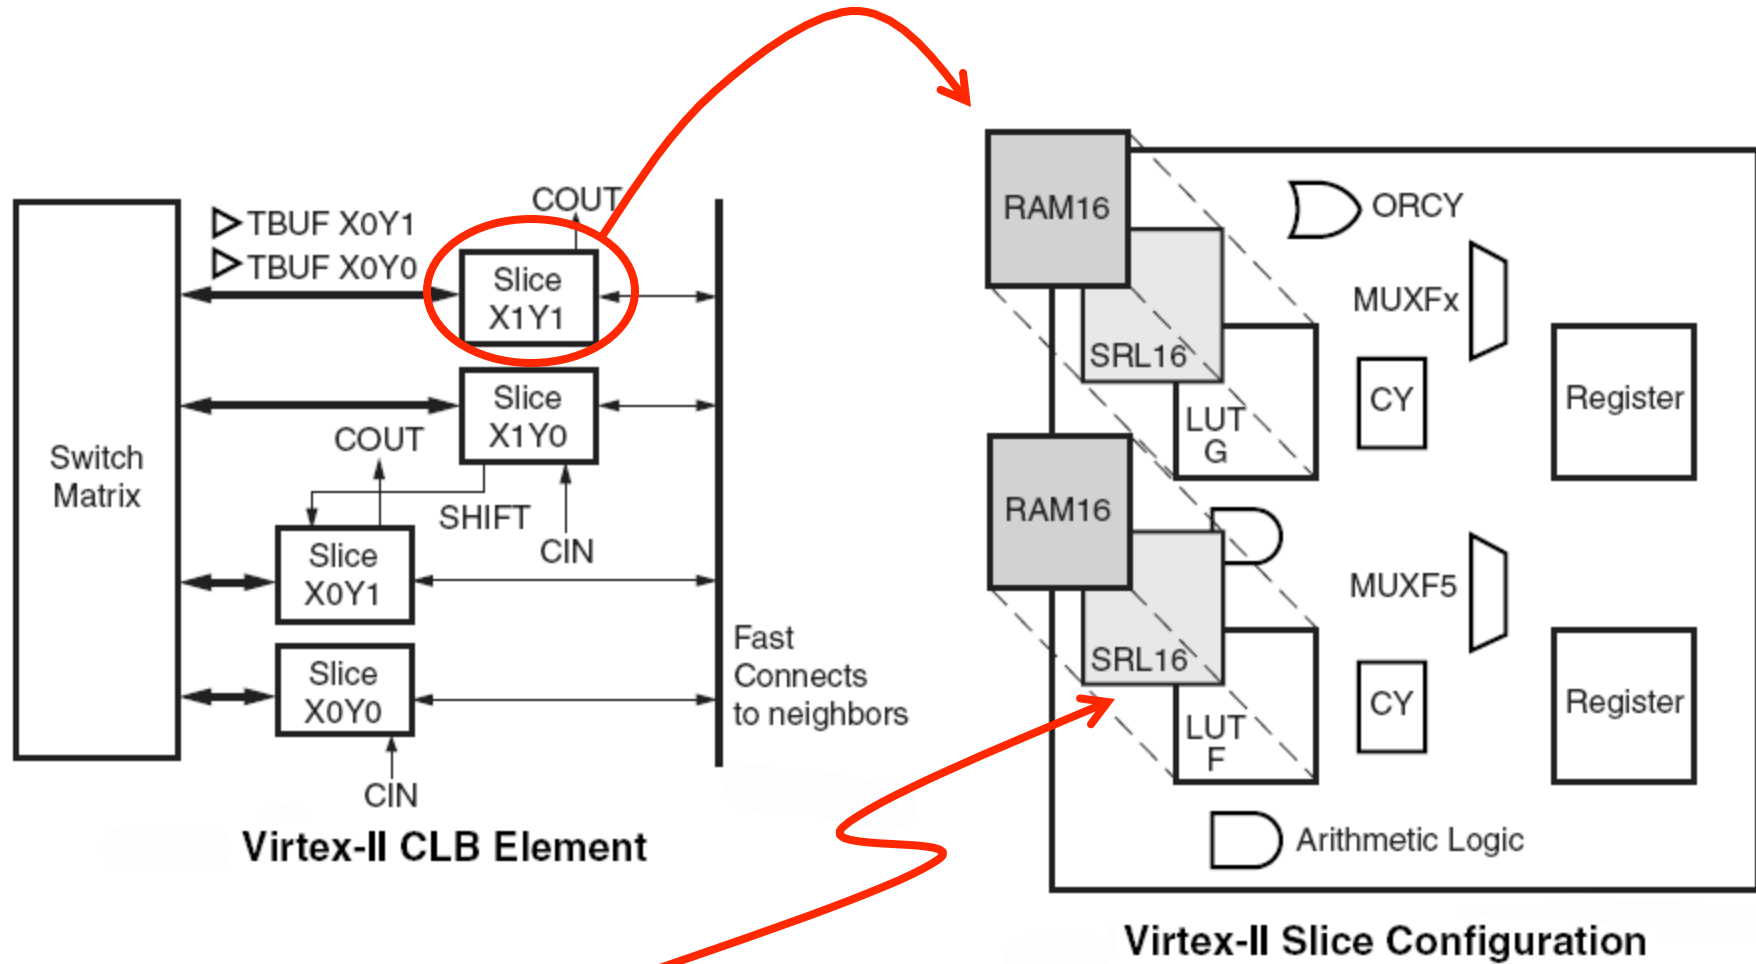 COUT
TBUF X0Y1
TBUF X0Y0
Slice
X1Y1
Slice
X1Y0
COUT
Switch
Matrix
SHIFT
CIN
Slice
X0Y1
Fast
Connects
to neighbors
Slice
X0Y0
CIN
Virtex-II CLB Element
RAM16
ORCY
MUXFx
SRL16
CY
Register
LUT
G
RAM16
MUXF5
SRL16
CY
Register
LUT
F
Arithmetic Logic
Virtex-II Slice Configuration